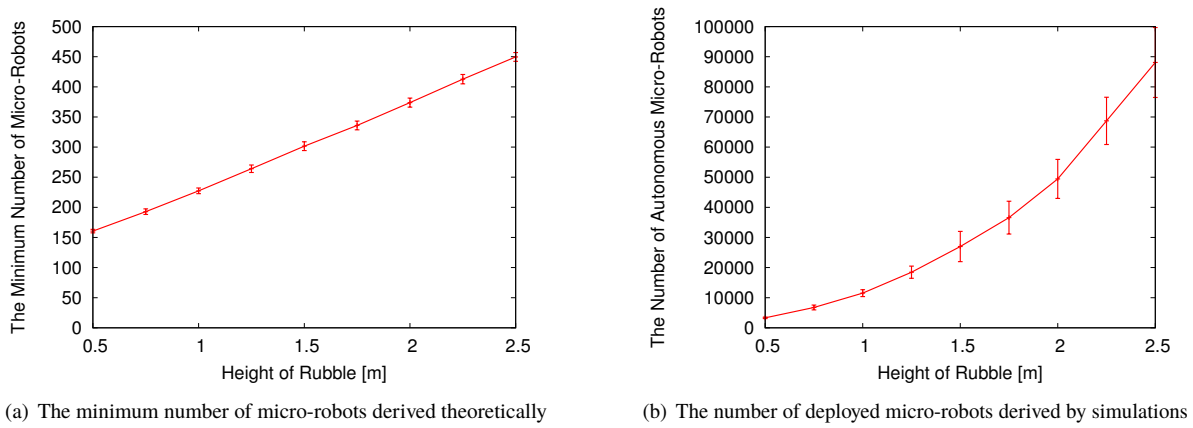 The Minimum Number of Micro-Robots
500
450
400
350
300
250
200
150
100
50
0
0.5 1 1.5 2 2.5
Height of Rubble [m]
(a) The minimum number of micro-robots derived theoretically
The Number of Autonomous Micro-Robots
100000
90000
80000
70000
60000
50000
40000
30000
20000
10000
0
0.5 1 1.5 2 2.5
Height of Rubble [m]
(b) The number of deployed micro-robots derived by simulations